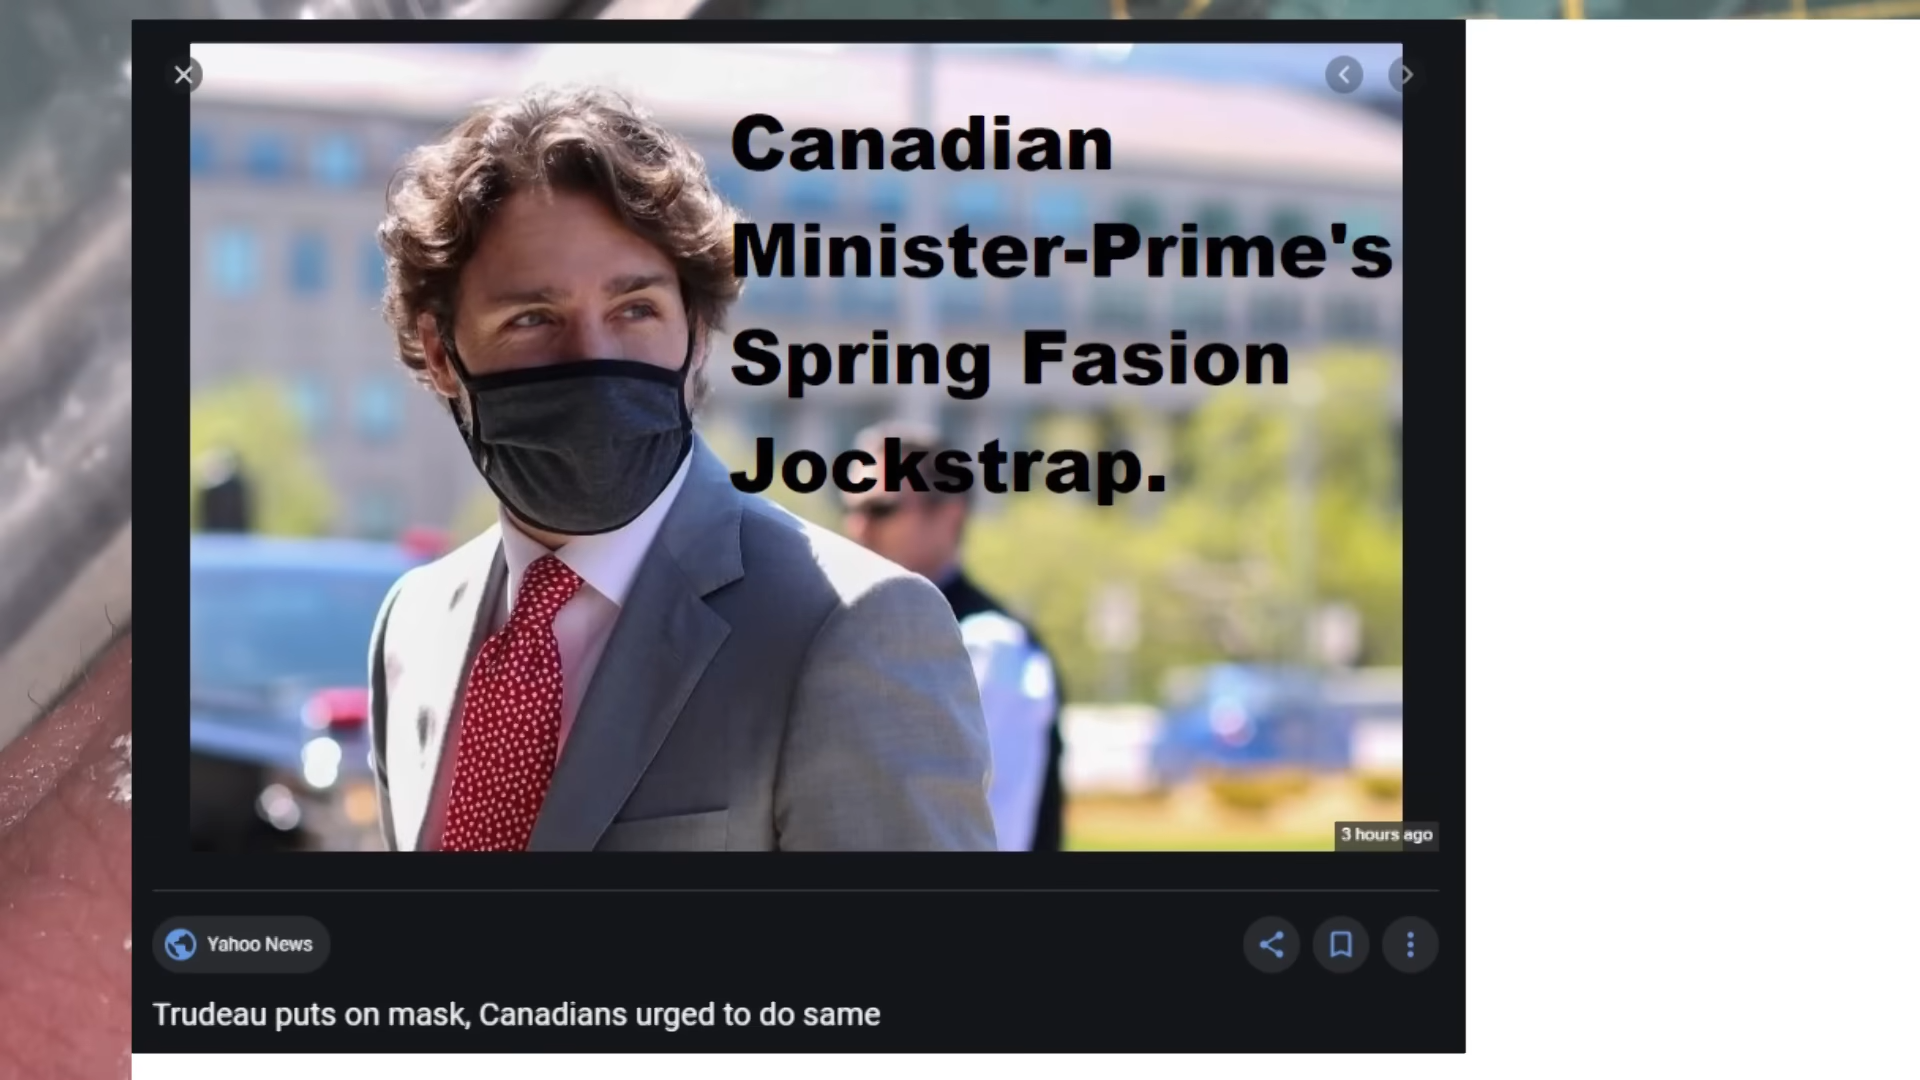 Canadian
Minister-Prime's
Spring Fasion
Jockstrap.
3 hours ago
Yahoo News
Trudeau puts on mask, Canadians urged to do same